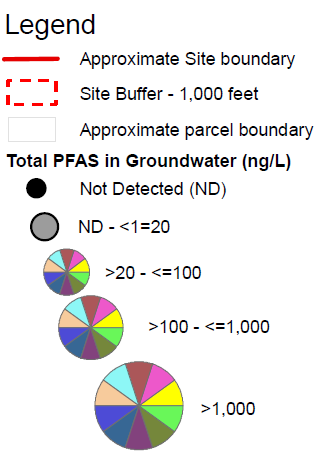 Legend
Approximate Site boundary
Site Buffer - 1,000 feet
Approximate parcel boundary
Total PFAS in Groundwater (ng/L)
Not Detected (ND)
ND - <1=20
>20 - <=100
>100 - <=1,000
>1,000